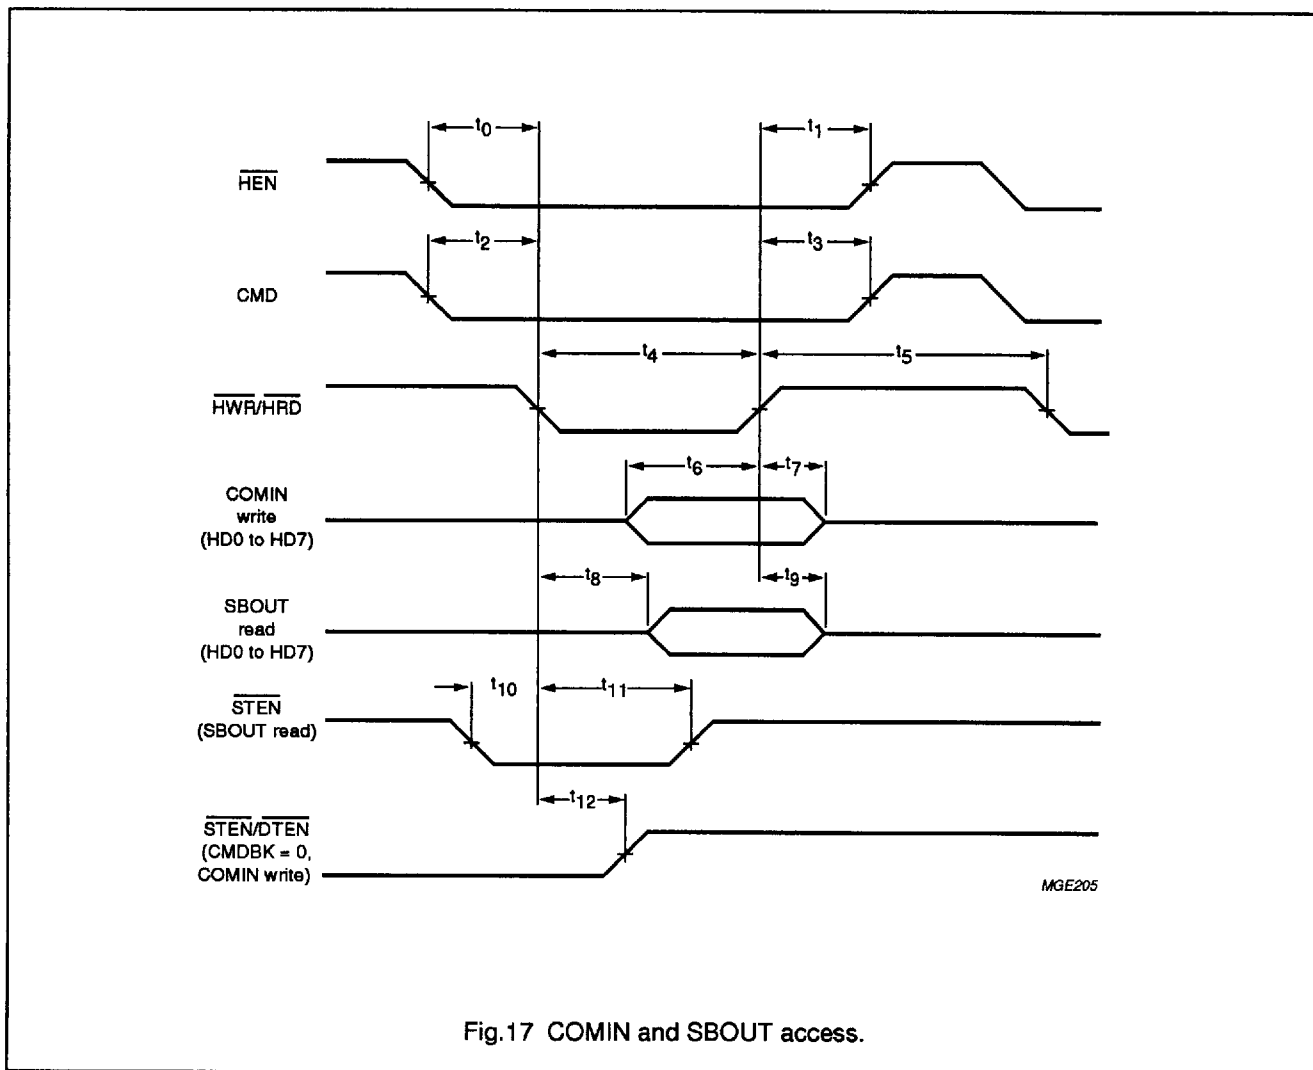 t0
t1
HEN
t2
t3
CMD
t4
t5
HWR/HRD
t6
t7
COMIN
write
(HD0 to HD7)
t8
t9
SBOUT
read
(HD0 to HD7)
t10
t11
STEN
(SBOUT read)
t12
STEN/DTEN
(CMDBK = 0,
COMIN write)
MGE205
Fig.17 COMIN and SBOUT access.